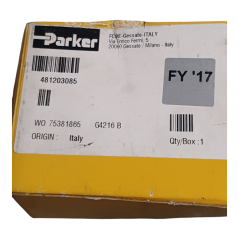 Parker
FCDE-Gessate-ITALY
Via Enrico Fermi, 5
20060 Gessate, Milano - Italy
481203085
FY '17
WO 75381865 G4216 B
ORIGIN: Italy
Qty/Box : 1